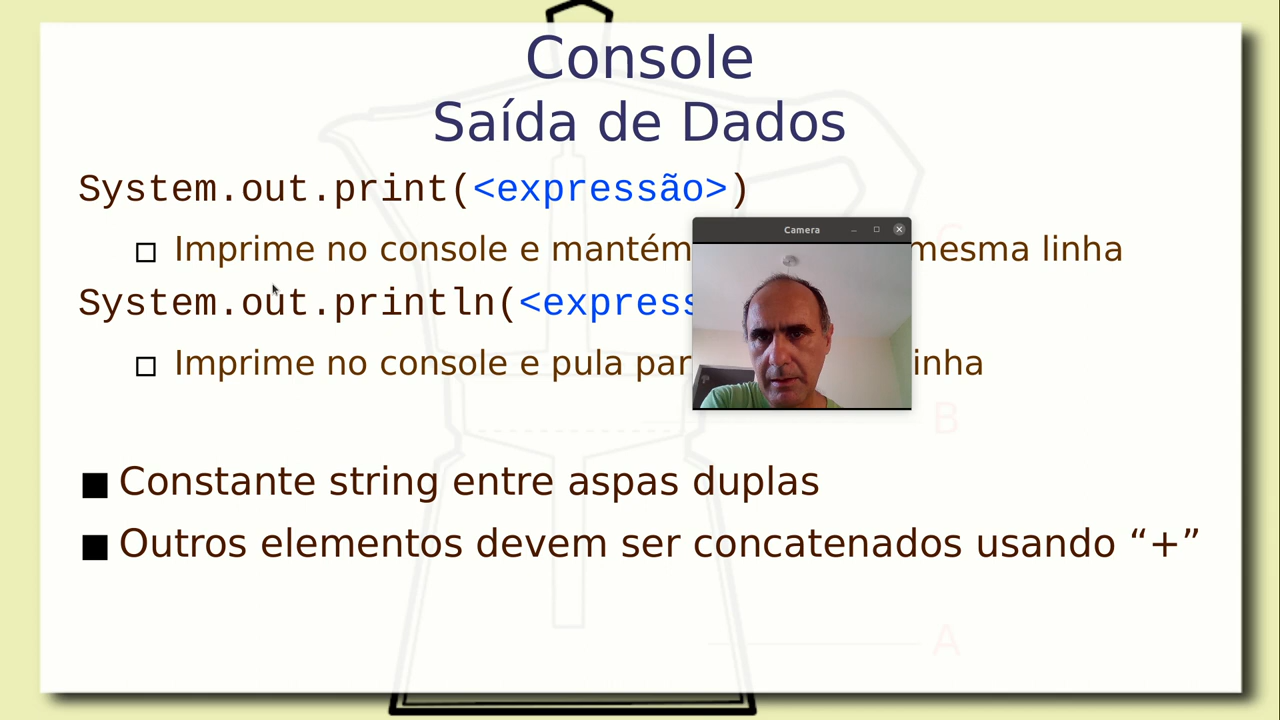 Console
Saída de Dados
System.out.print(<expressão>)
Imprime no console e mantém mesma linha
System.out.println(<express
Camera
Imprime no console e pula par inha
B
Constante string entre aspas duplas
Outros elementos devem ser concatenados usando “+”
A